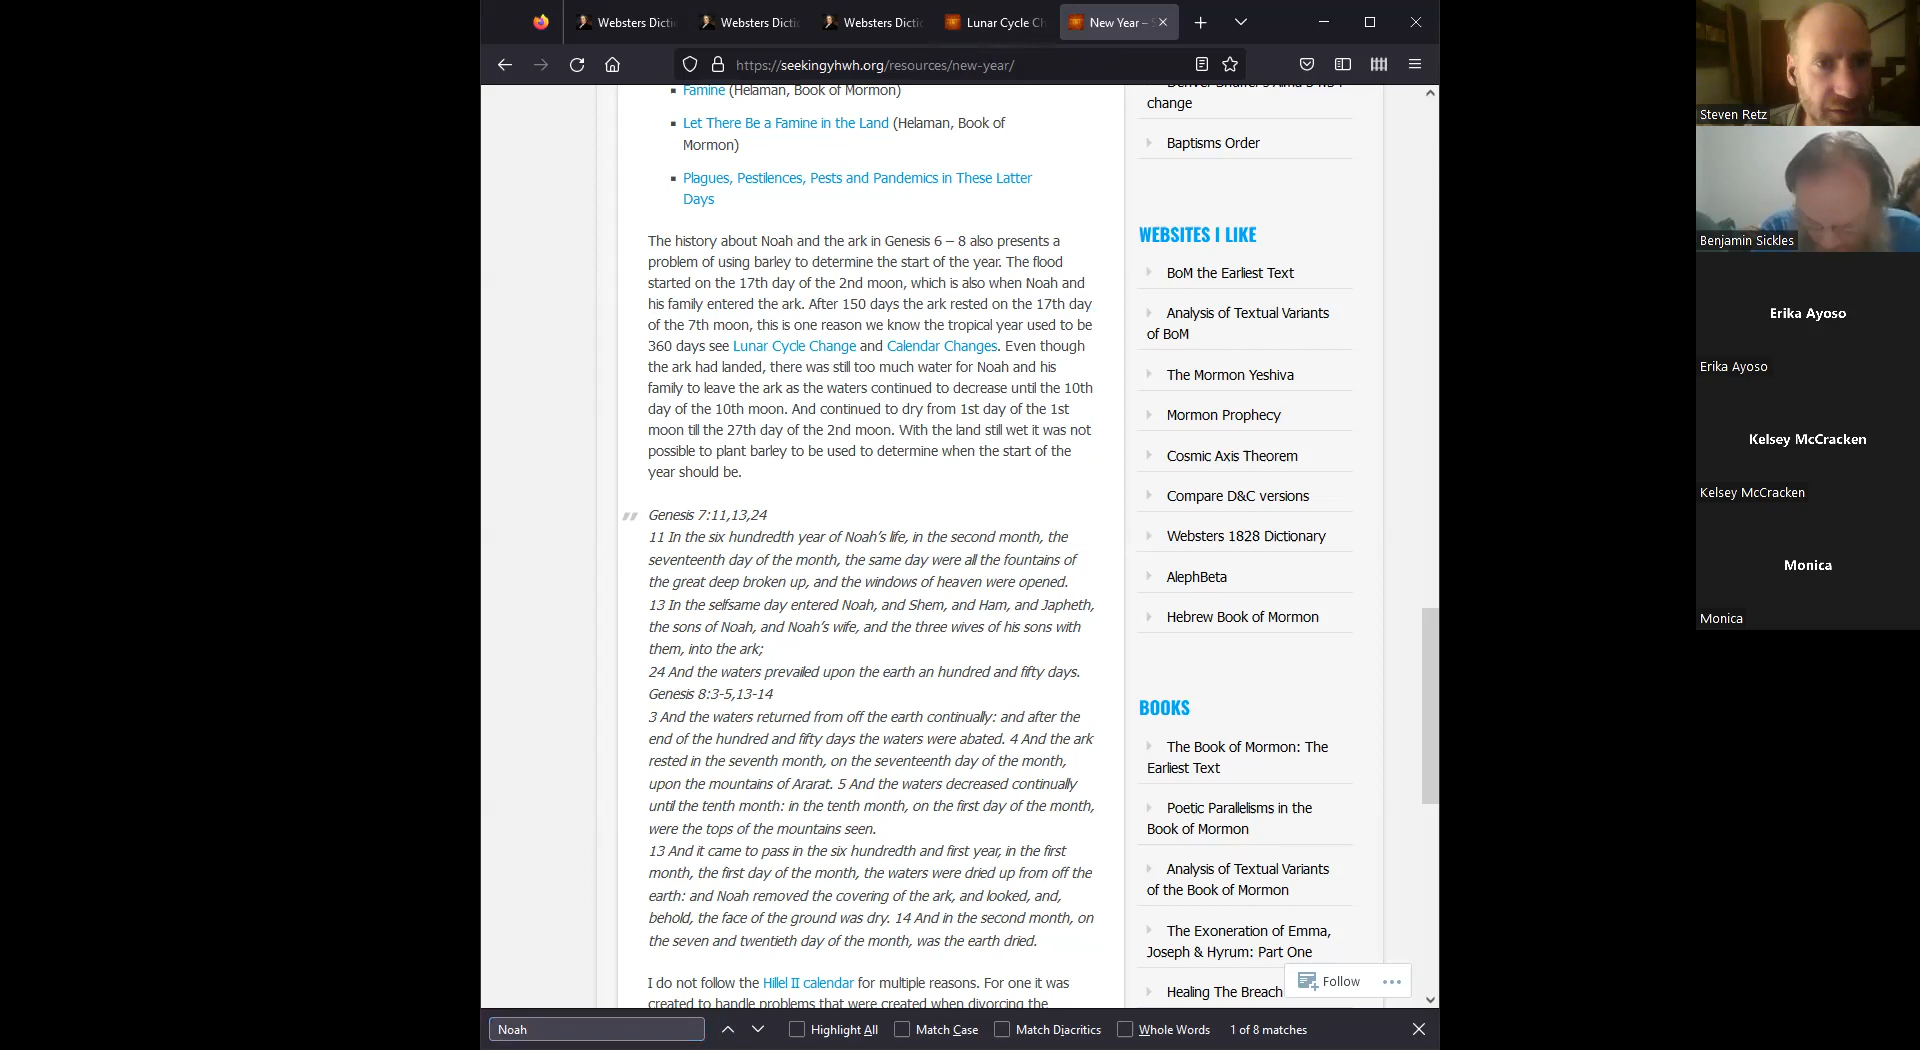 Websters Dictio
Websters Dictio
Websters Dictio
Lunar Cycle Ch
New Year –
https://seekingyhwh.org/resources/new-year/
Famine (Helaman, Book of Mormon)
Let There Be a Famine in the Land (Helaman, Book of
Mormon)
Plagues, Pestilences, Pests and Pandemics in These Latter
Days
The history about Noah and the ark in Genesis 6 – 8 also presents a
problem of using barley to determine the start of the year. The flood
started on the 17th day of the 2nd moon, which is also when Noah and
his family entered the ark. After 150 days the ark rested on the 17th day
of the 7th moon, this is one reason we know the tropical year used to be
360 days see Lunar Cycle Change and Calendar Changes. Even though
the ark had landed, there was still too much water for Noah and his
family to leave the ark as the waters continued to decrease until the 10th
day of the 10th moon. And continued to dry from 1st day of the 1st
moon till the 27th day of the 2nd moon. With the land still wet it was not
possible to plant barley to be used to determine when the start of the
year should be.
Genesis 7:11,13,24
11 In the six hundredth year of Noah's life, in the second month, the
seventeenth day of the month, the same day were all the fountains of
the great deep broken up, and the windows of heaven were opened.
13 In the selfsame day entered Noah, and Shem, and Ham, and Japheth,
the sons of Noah, and Noah's wife, and the three wives of his sons with
them, into the ark;
24 And the waters prevailed upon the earth an hundred and fifty days.
Genesis 8:3-5,13-14
3 And the waters returned from off the earth continually: and after the
end of the hundred and fifty days the waters were abated. 4 And the ark
rested in the seventh month, on the seventeenth day of the month,
upon the mountains of Ararat. 5 And the waters decreased continually
until the tenth month: in the tenth month, on the first day of the month,
were the tops of the mountains seen.
13 And it came to pass in the six hundredth and first year, in the first
month, the first day of the month, the waters were dried up from off the
earth: and Noah removed the covering of the ark, and looked, and,
behold, the face of the ground was dry. 14 And in the second month, on
the seven and twentieth day of the month, was the earth dried.
I do not follow the Hillel II calendar for multiple reasons. For one it was
created to handle problems that were created when divorcing the
change
Baptisms Order
WEBSITES I LIKE
BoM the Earliest Text
Analysis of Textual Variants
of BoM
The Mormon Yeshiva
Mormon Prophecy
Cosmic Axis Theorem
Compare D&C versions
Websters 1828 Dictionary
AlephBeta
Hebrew Book of Mormon
BOOKS
The Book of Mormon: The
Earliest Text
Poetic Parallelisms in the
Book of Mormon
Analysis of Textual Variants
of the Book of Mormon
The Exoneration of Emma,
Joseph & Hyrum: Part One
Healing The Breach
Follow
Noah
Highlight All
Match Case
Match Diacritics
Whole Words
1 of 8 matches
Steven Retz
Benjamin Sickles
Erika Ayoso
Erika Ayoso
Kelsey McCracken
Kelsey McCracken
Monica
Monica